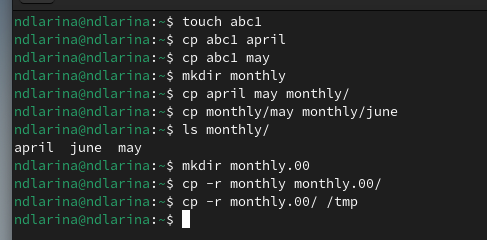 ndlarina@ndlarina:~$ touch abc1
ndlarina@ndlarina:~$ cp abc1 april
ndlarina@ndlarina:~$ cp abc1 may
ndlarina@ndlarina:~$ mkdir monthly
ndlarina@ndlarina:~$ cp april may monthly/
ndlarina@ndlarina:~$ cp monthly/may monthly/june
ndlarina@ndlarina:~$ ls monthly/
april  june  may
ndlarina@ndlarina:~$ mkdir monthly.00
ndlarina@ndlarina:~$ cp -r monthly monthly.00/
ndlarina@ndlarina:~$ cp -r monthly.00/ /tmp
ndlarina@ndlarina:~$